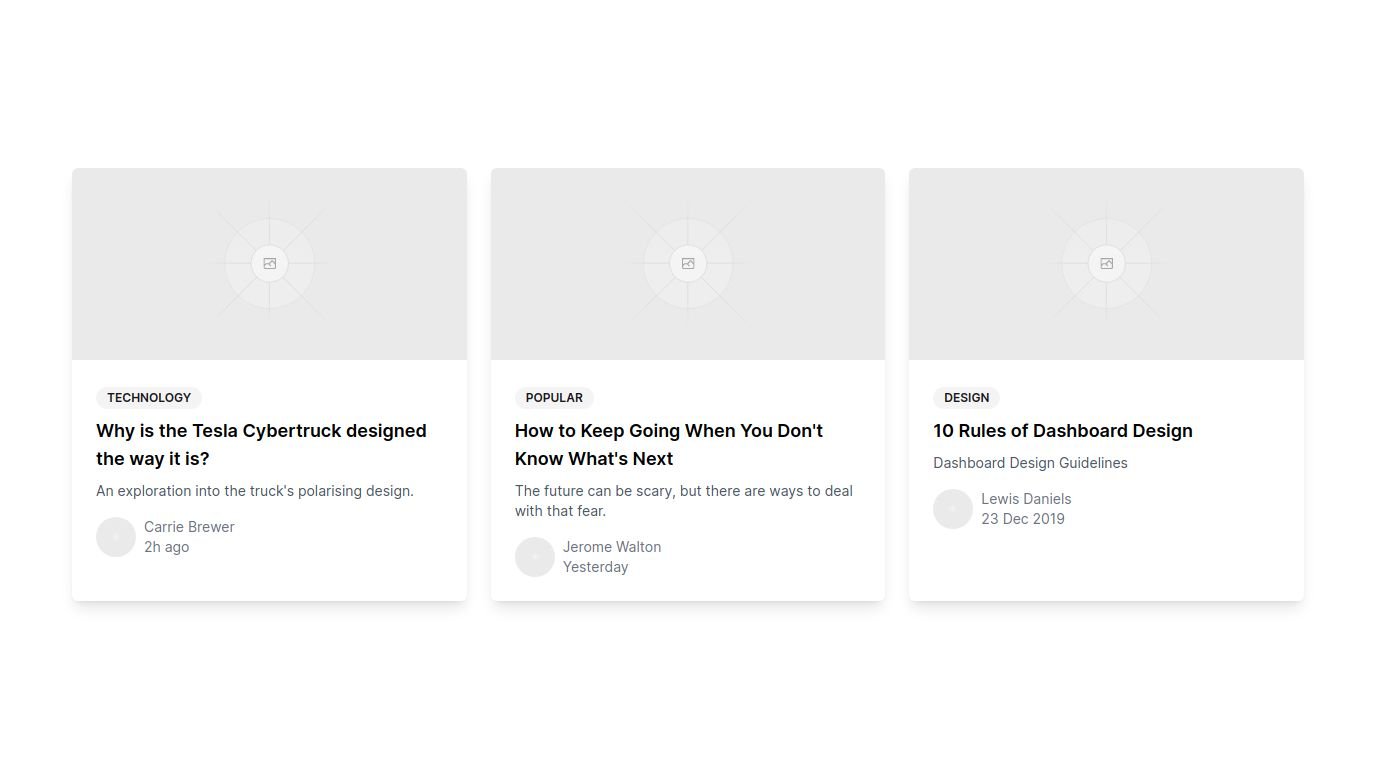 TECHNOLOGY
Why is the Tesla Cybertruck designed
the way it is?
An exploration into the truck's polarising design.
Carrie Brewer
2h ago
POPULAR
How to Keep Going When You Don't
Know What's Next
The future can be scary, but there are ways to deal
with that fear.
Jerome Walton
Yesterday
DESIGN
10 Rules of Dashboard Design
Dashboard Design Guidelines
Lewis Daniels
23 Dec 2019